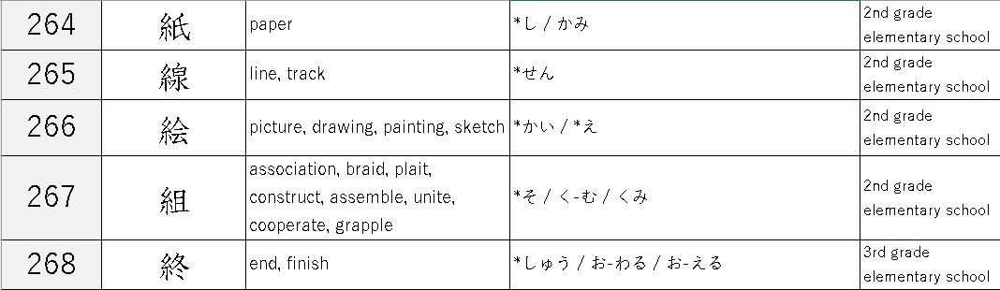 264 紙 paper *し / かみ 2nd grade
elementary school
265 線 line, track *せん 2nd grade
elementary school
266 絵 picture, drawing, painting, sketch *かい / *え 2nd grade
elementary school
267 組 association, braid, plait,
construct, assemble, unite,
cooperate, grapple *そ / く-む / くみ 2nd grade
elementary school
268 終 end, finish *しゅう / お-わる / お-える 3rd grade
elementary school